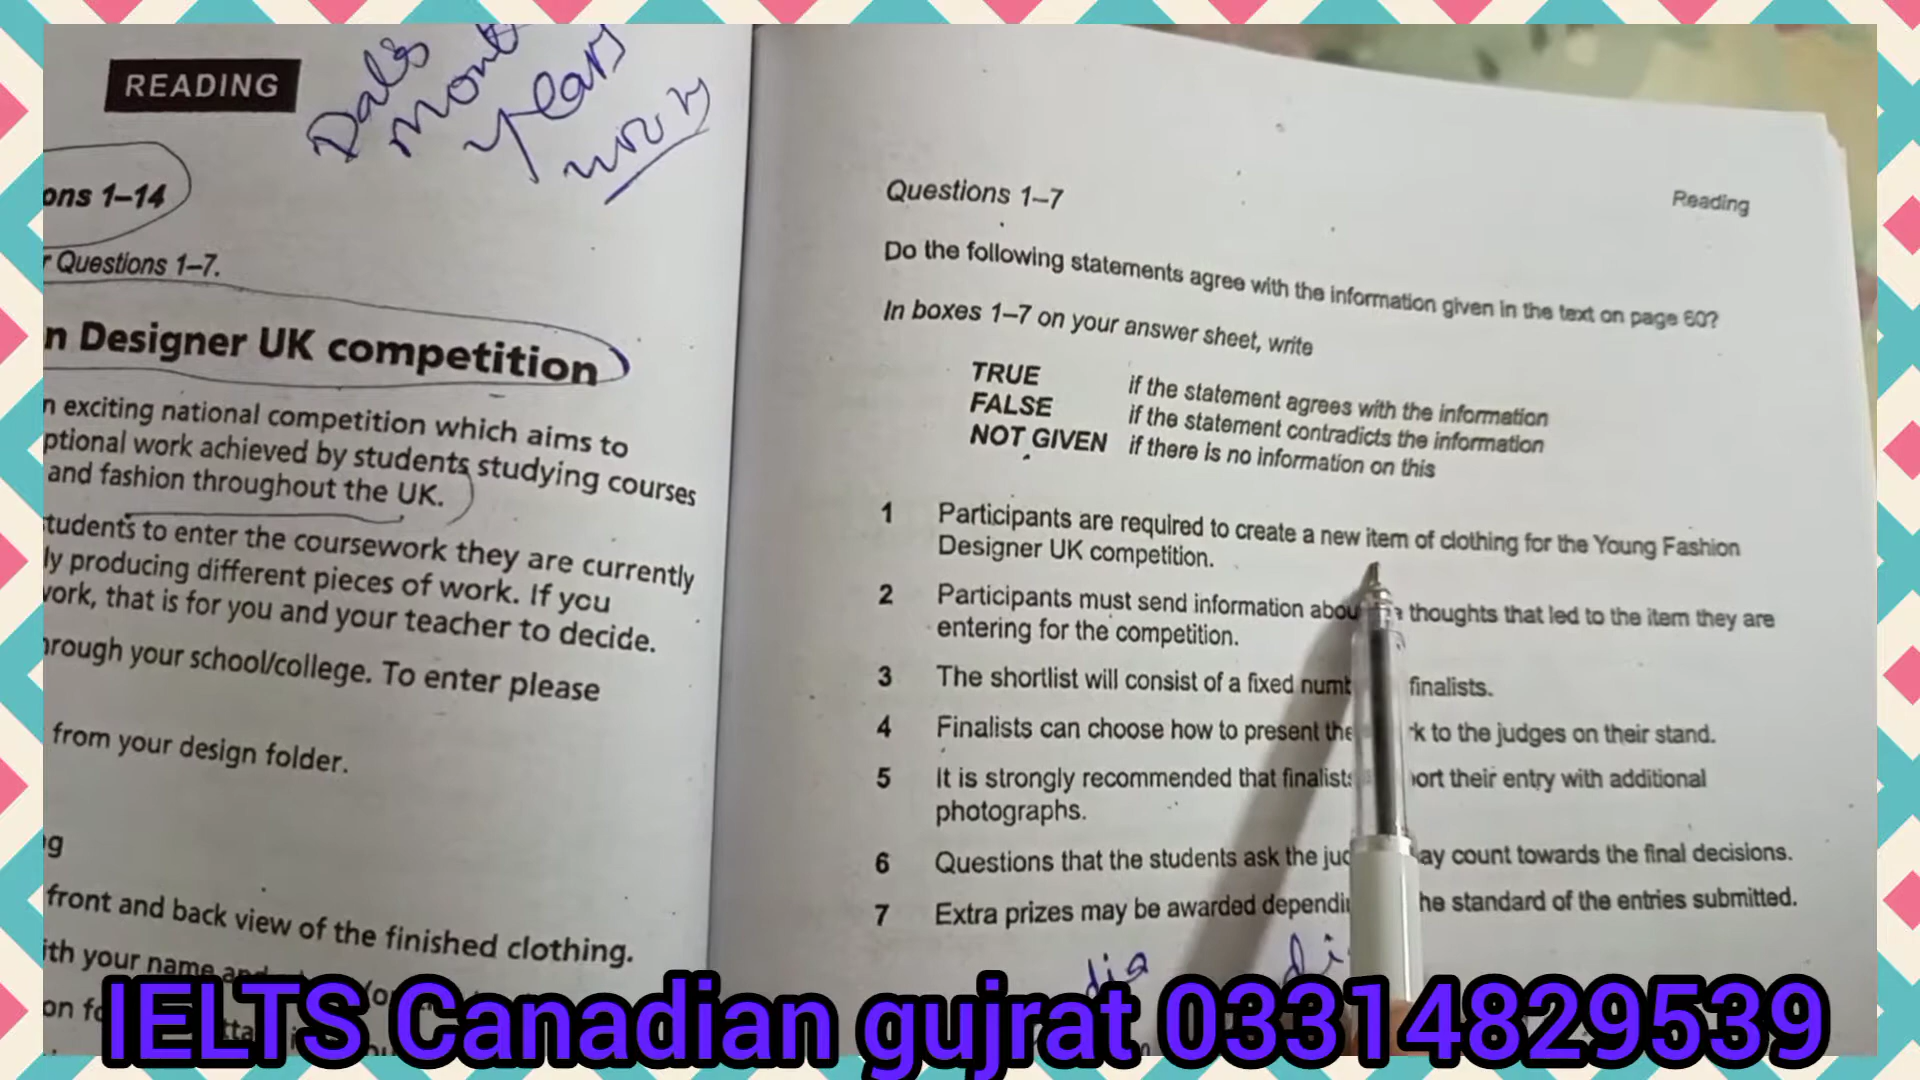 READING
years
ons 1–14
r Questions 1–7.
n Designer UK competition
n exciting national competition which aims to
ptional work achieved by students studying courses
and fashion throughout the UK.
tudents to enter the coursework they are currently
ly producing different pieces of work. If you
work, that is for you and your teacher to decide.
hrough your school/college. To enter please
from your design folder.
g
front and back view of the finished clothing.
ith your name and
Reading
Questions 1–7
Do the following statements agree with the information given in the text on page 60?
In boxes 1–7 on your answer sheet, write
TRUE if the statement agrees with the information
FALSE if the statement contradicts the information
NOT GIVEN if there is no information on this
1 Participants are required to create a new item of clothing for the Young Fashion
Designer UK competition.
2 Participants must send information abou thoughts that led to the item they are
entering for the competition.
3 The shortlist will consist of a fixed numb finalists.
4 Finalists can choose how to present the k to the judges on their stand.
5 It is strongly recommended that finalists ort their entry with additional
photographs.
6 Questions that the students ask the jud ay count towards the final decisions.
7 Extra prizes may be awarded dependi he standard of the entries submitted.
IELTS Canadian gujrat 03314829539